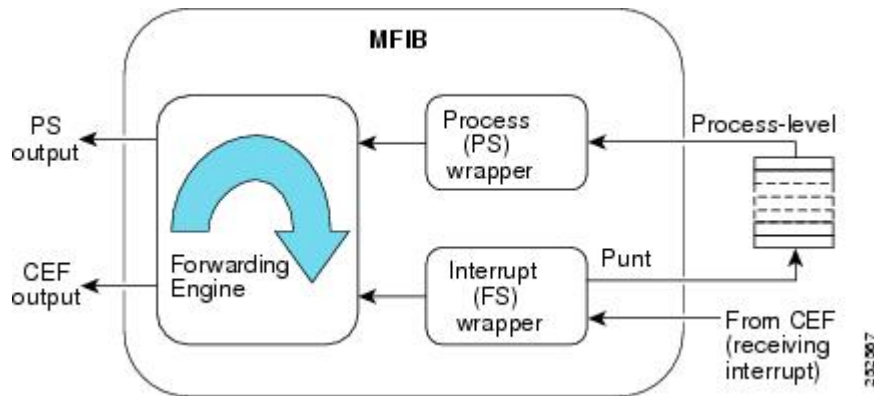 MFIB
PS
output
Process
(PS)
wrapper
Process-level
CEF
output
Forwarding
Engine
Interrupt
(FS)
wrapper
Punt
From CEF
(receiving
interrupt)
252567